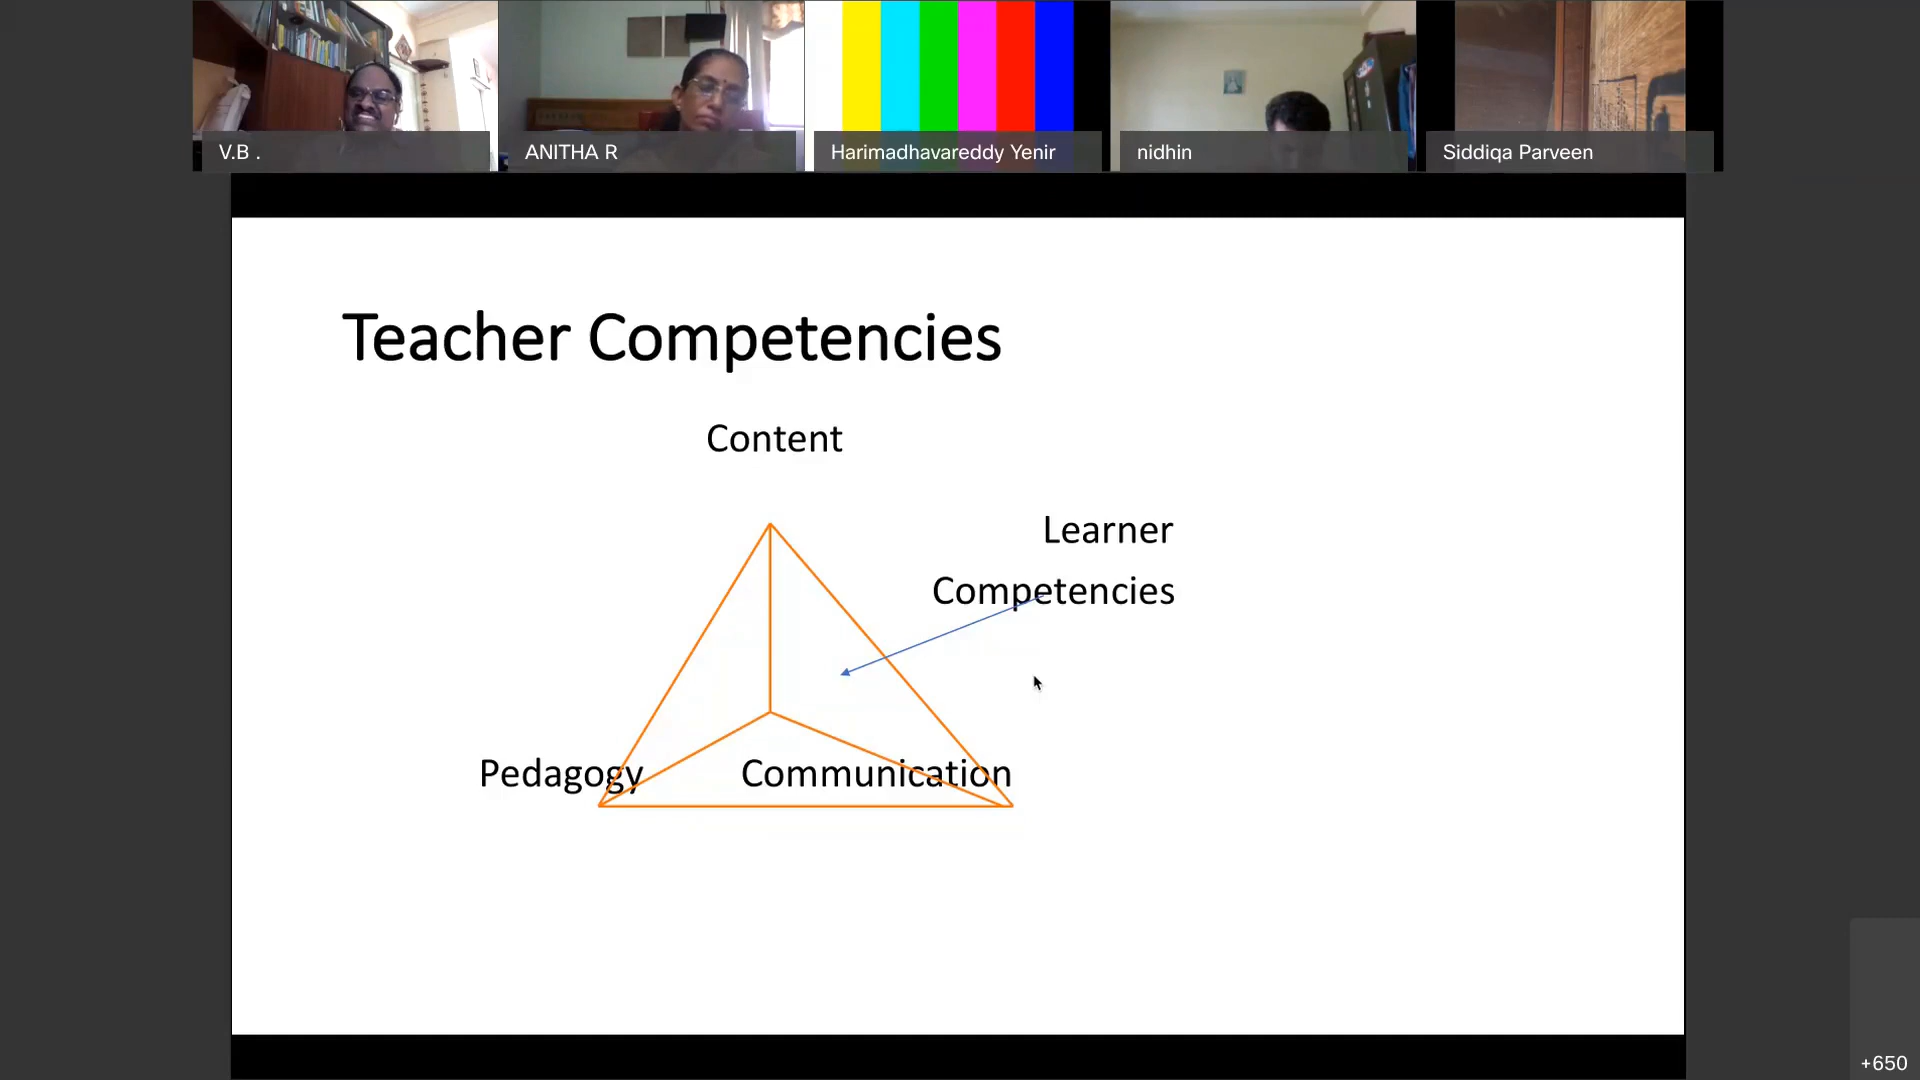 V.B .
ANITHA R
Harimadhavareddy Yenir
nidhin
Siddiqa Parveen
Teacher Competencies
Content
Learner
Competencies
Pedagogy
Communication
+650